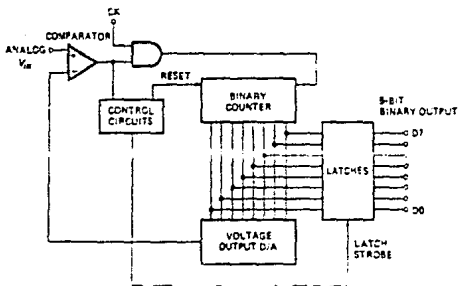 CK
COMPARATOR
ANALOG
Vin
+
−
RESET
CONTROL
CIRCUITS
BINARY
COUNTER
8-BIT
BINARY OUTPUT
D7
LATCHES
D0
VOLTAGE
OUTPUT D/A
LATCH
STROBE